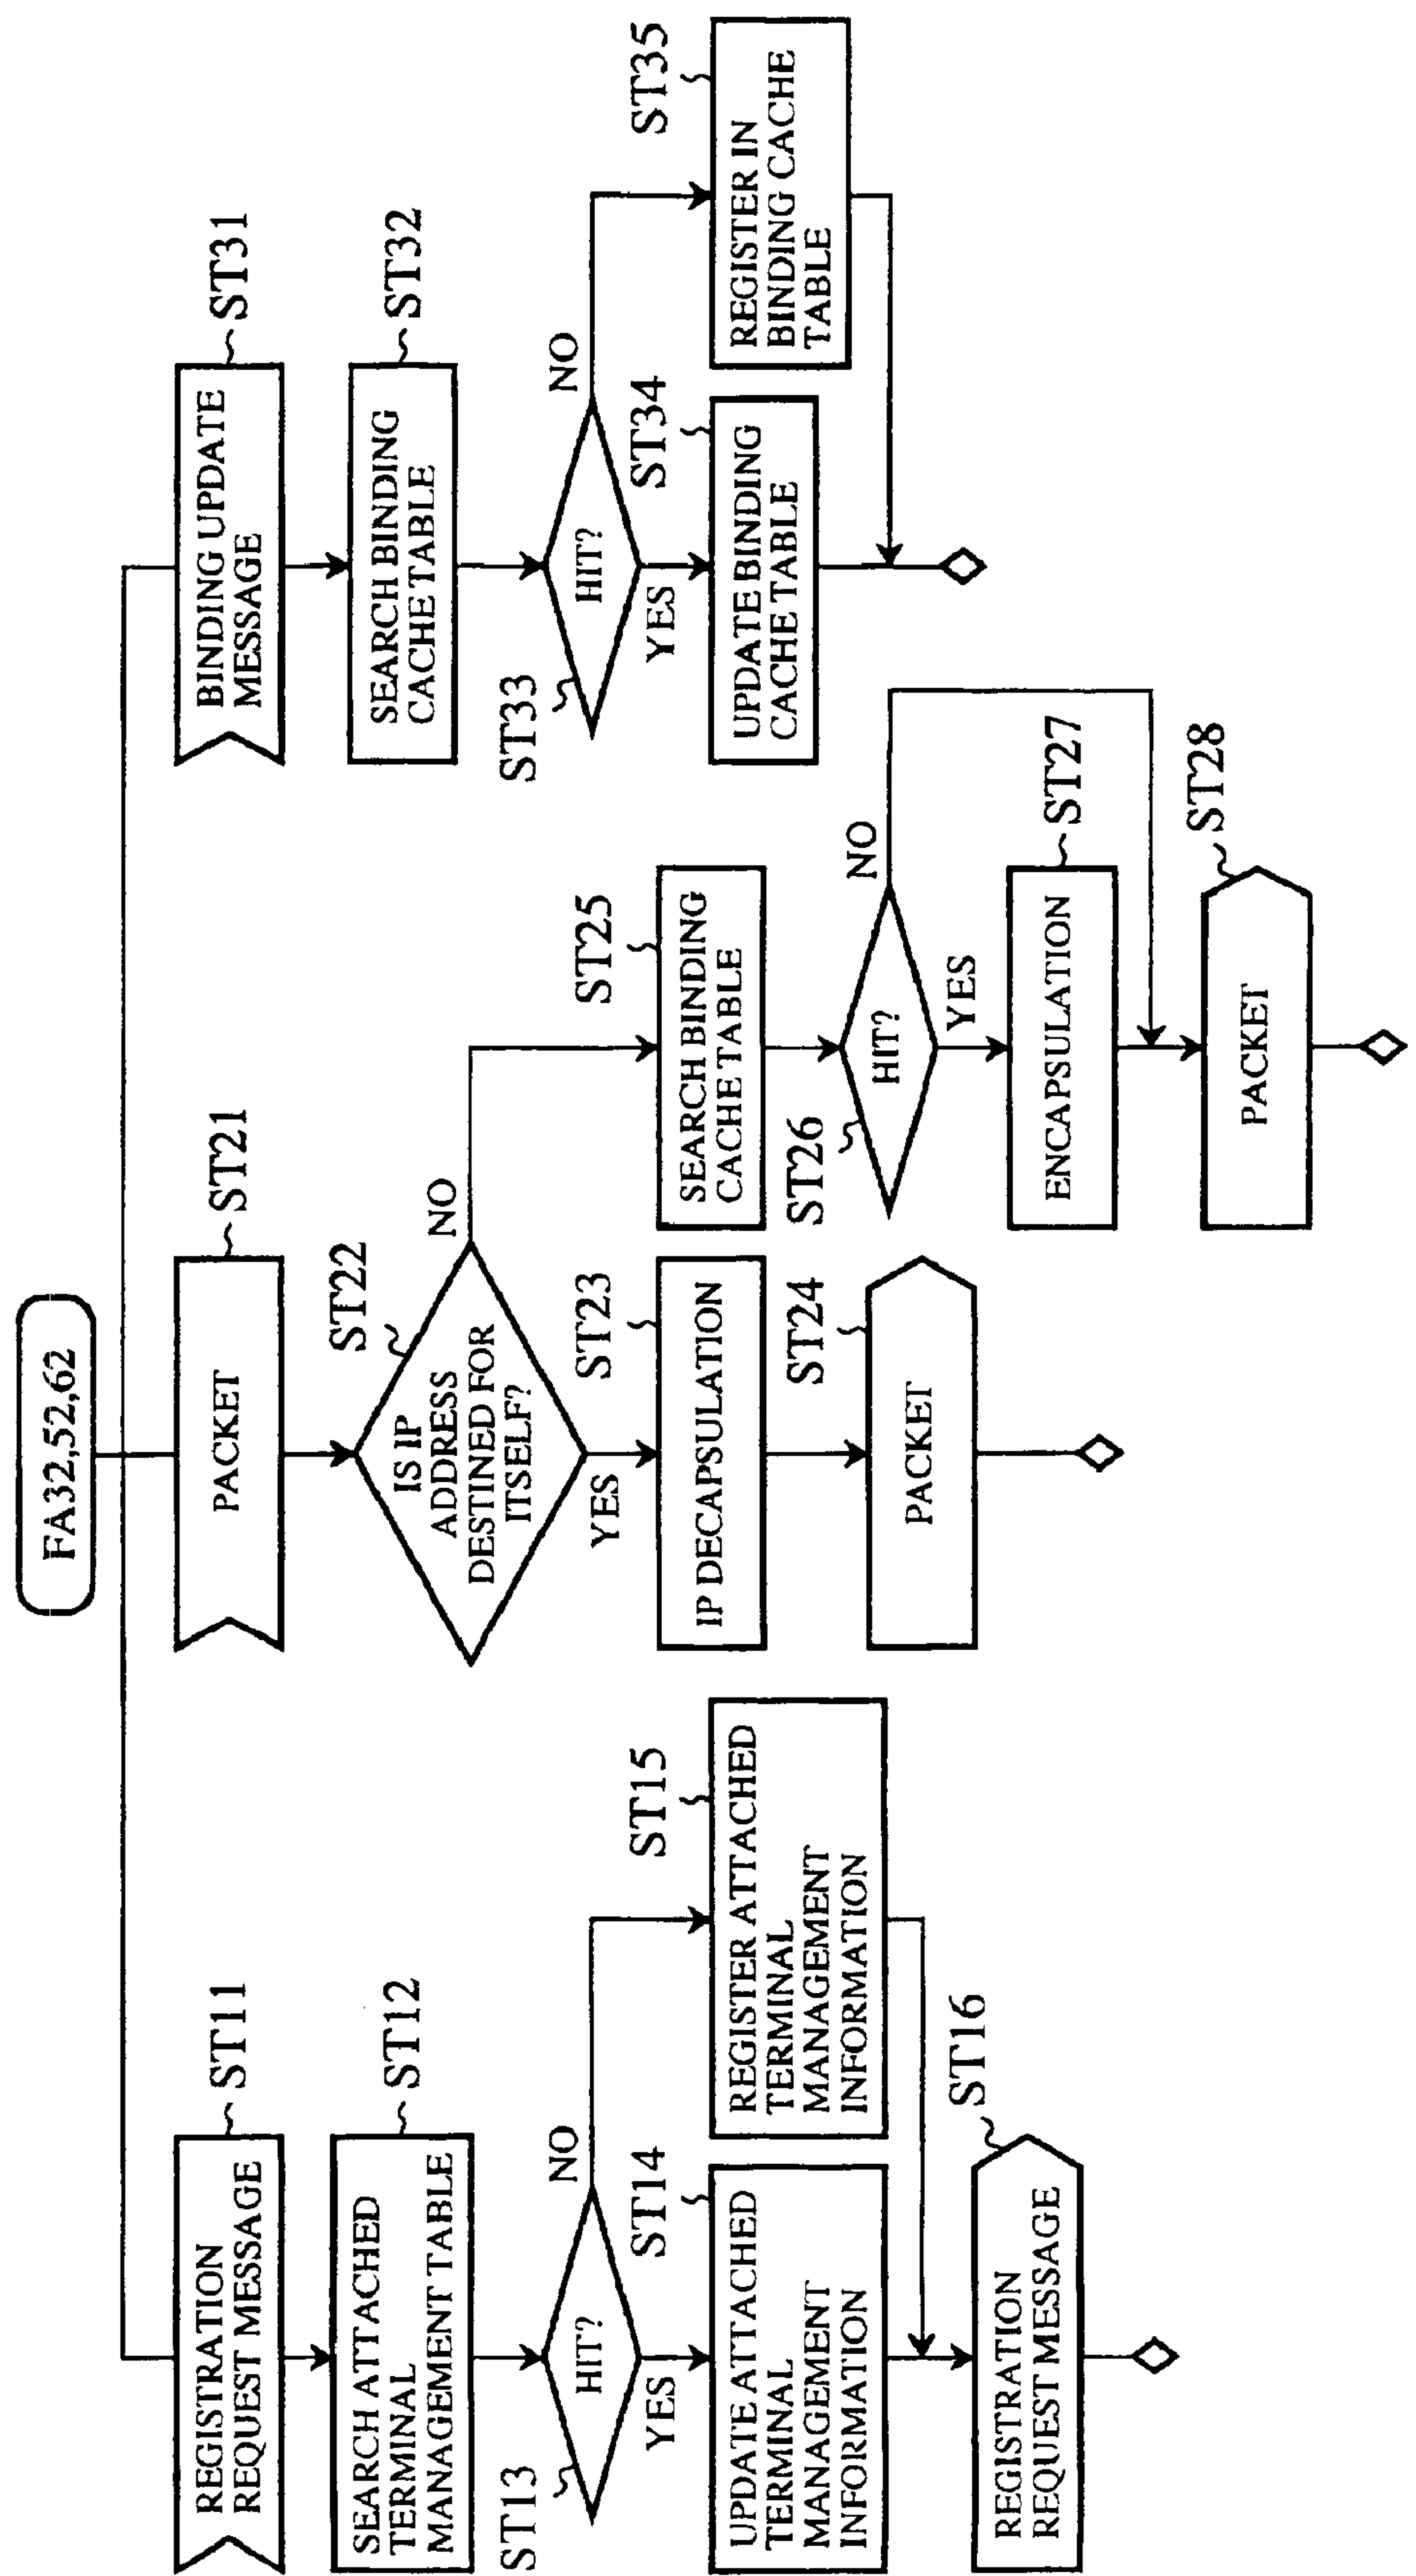 FA32,52,62
REGISTRATION
REQUEST MESSAGE
ST11
SEARCH ATTACHED
TERMINAL
MANAGEMENT TABLE
ST12
HIT?
ST13
YES
NO
UPDATE ATTACHED
TERMINAL
MANAGEMENT
INFORMATION
ST14
REGISTER ATTACHED
TERMINAL
MANAGEMENT
INFORMATION
ST15
REGISTRATION
REQUEST MESSAGE
ST16
PACKET
ST21
IS IP
ADDRESS
DESTINED FOR
ITSELF?
ST22
YES
NO
IP DECAPSULATION
ST23
PACKET
ST24
SEARCH BINDING
CACHE TABLE
ST25
HIT?
ST26
YES
NO
ENCAPSULATION
ST27
PACKET
ST28
BINDING UPDATE
MESSAGE
ST31
SEARCH BINDING
CACHE TABLE
ST32
HIT?
ST33
YES
NO
UPDATE BINDING
CACHE TABLE
ST34
REGISTER IN
BINDING CACHE
TABLE
ST35